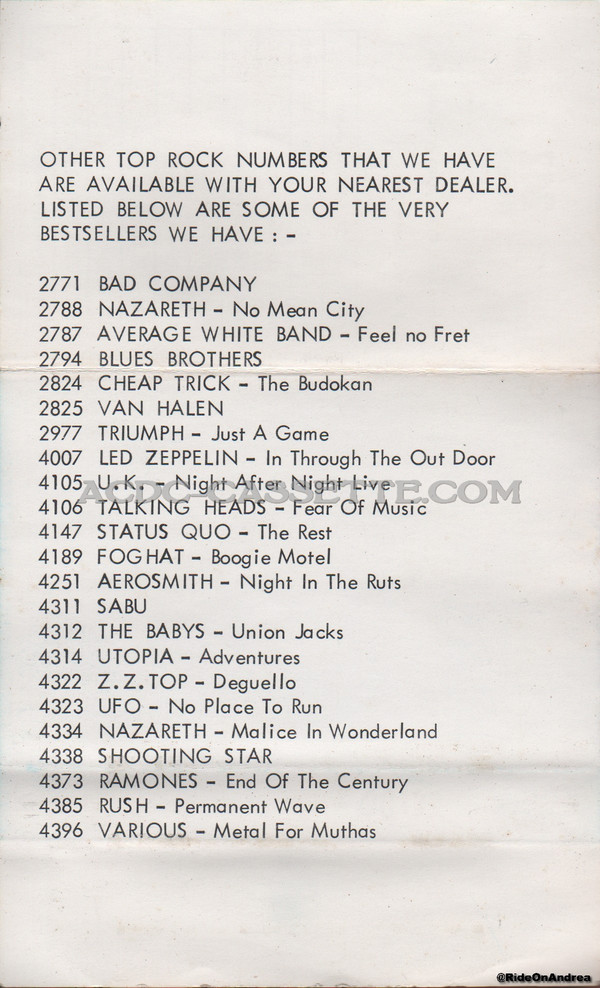 OTHER TOP ROCK NUMBERS THAT WE HAVE
ARE AVAILABLE WITH YOUR NEAREST DEALER.
LISTED BELOW ARE SOME OF THE VERY
BESTSELLERS WE HAVE : -
2771 BAD COMPANY
2788 NAZARETH - No Mean City
2787 AVERAGE WHITE BAND - Feel no Fret
2794 BLUES BROTHERS
2824 CHEAP TRICK - The Budokan
2825 VAN HALEN
2977 TRIUMPH - Just A Game
4007 LED ZEPPELIN - In Through The Out Door
4105 U.K. - Night After Night Live
ACDC-CASSETTE.COM
4106 TALKING HEADS - Fear Of Music
4147 STATUS QUO - The Rest
4189 FOGHAT - Boogie Motel
4251 AEROSMITH - Night In The Ruts
4311 SABU
4312 THE BABYS - Union Jacks
4314 UTOPIA - Adventures
4322 Z.Z.TOP - Deguello
4323 UFO - No Place To Run
4334 NAZARETH - Malice In Wonderland
4338 SHOOTING STAR
4373 RAMONES - End Of The Century
4385 RUSH - Permanent Wave
4396 VARIOUS - Metal For Muthas
@RideOnAndrea